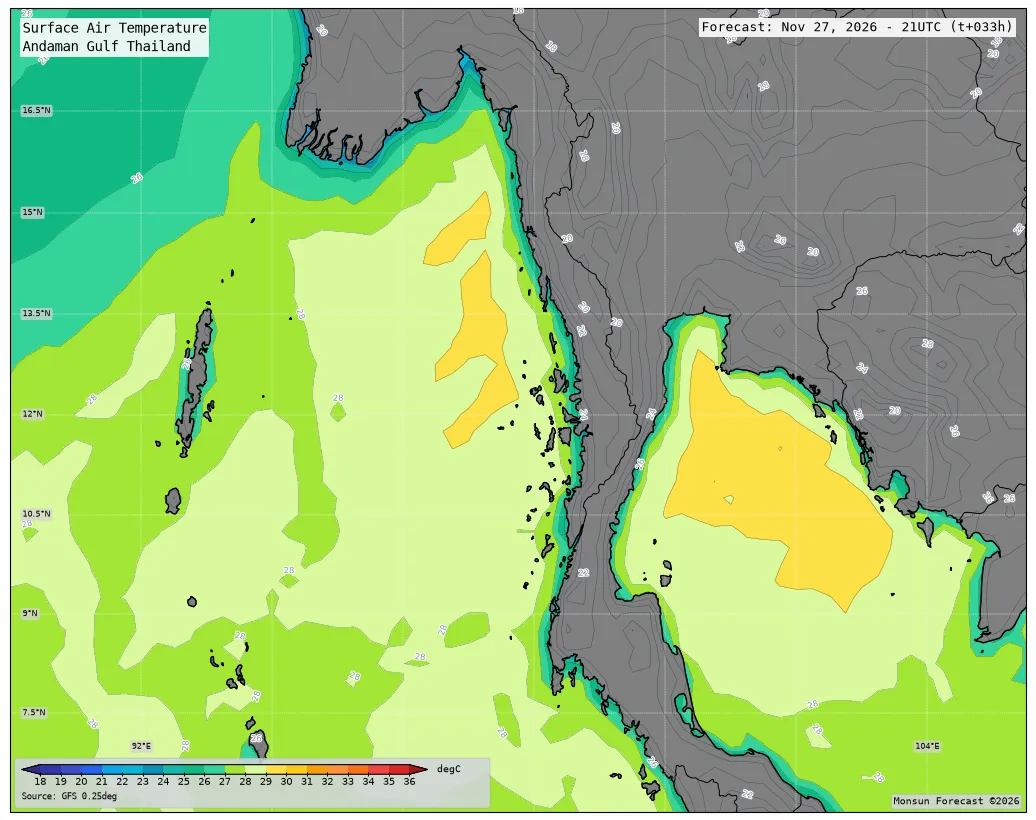 Surface Air Temperature
Andaman Gulf Thailand
Forecast: Nov 27, 2026 - 21UTC (t+033h)
16.5°N
15°N
13.5°N
12°N
10.5°N
9°N
7.5°N
92°E
104°E
18 19 20 21 22 23 24 25 26 27 28 29 30 31 32 33 34 35 36
degC
Source: GFS 0.25deg
Monsun Forecast ©2026